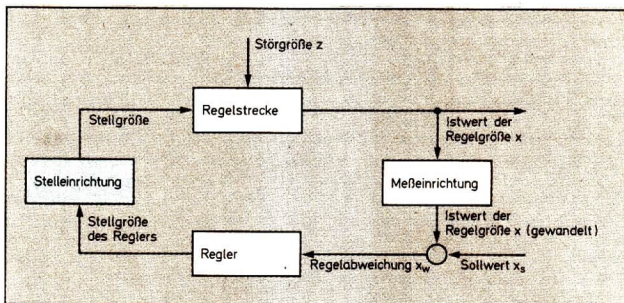 Störgröße z
Regelstrecke
Stellgröße
Istwert der
Regelgröße x
Stelleinrichtung
Meßeinrichtung
Stellgröße
des Reglers
Istwert der
Regelgröße x (gewandelt)
Regler
Regelabweichung xw
Sollwert xs